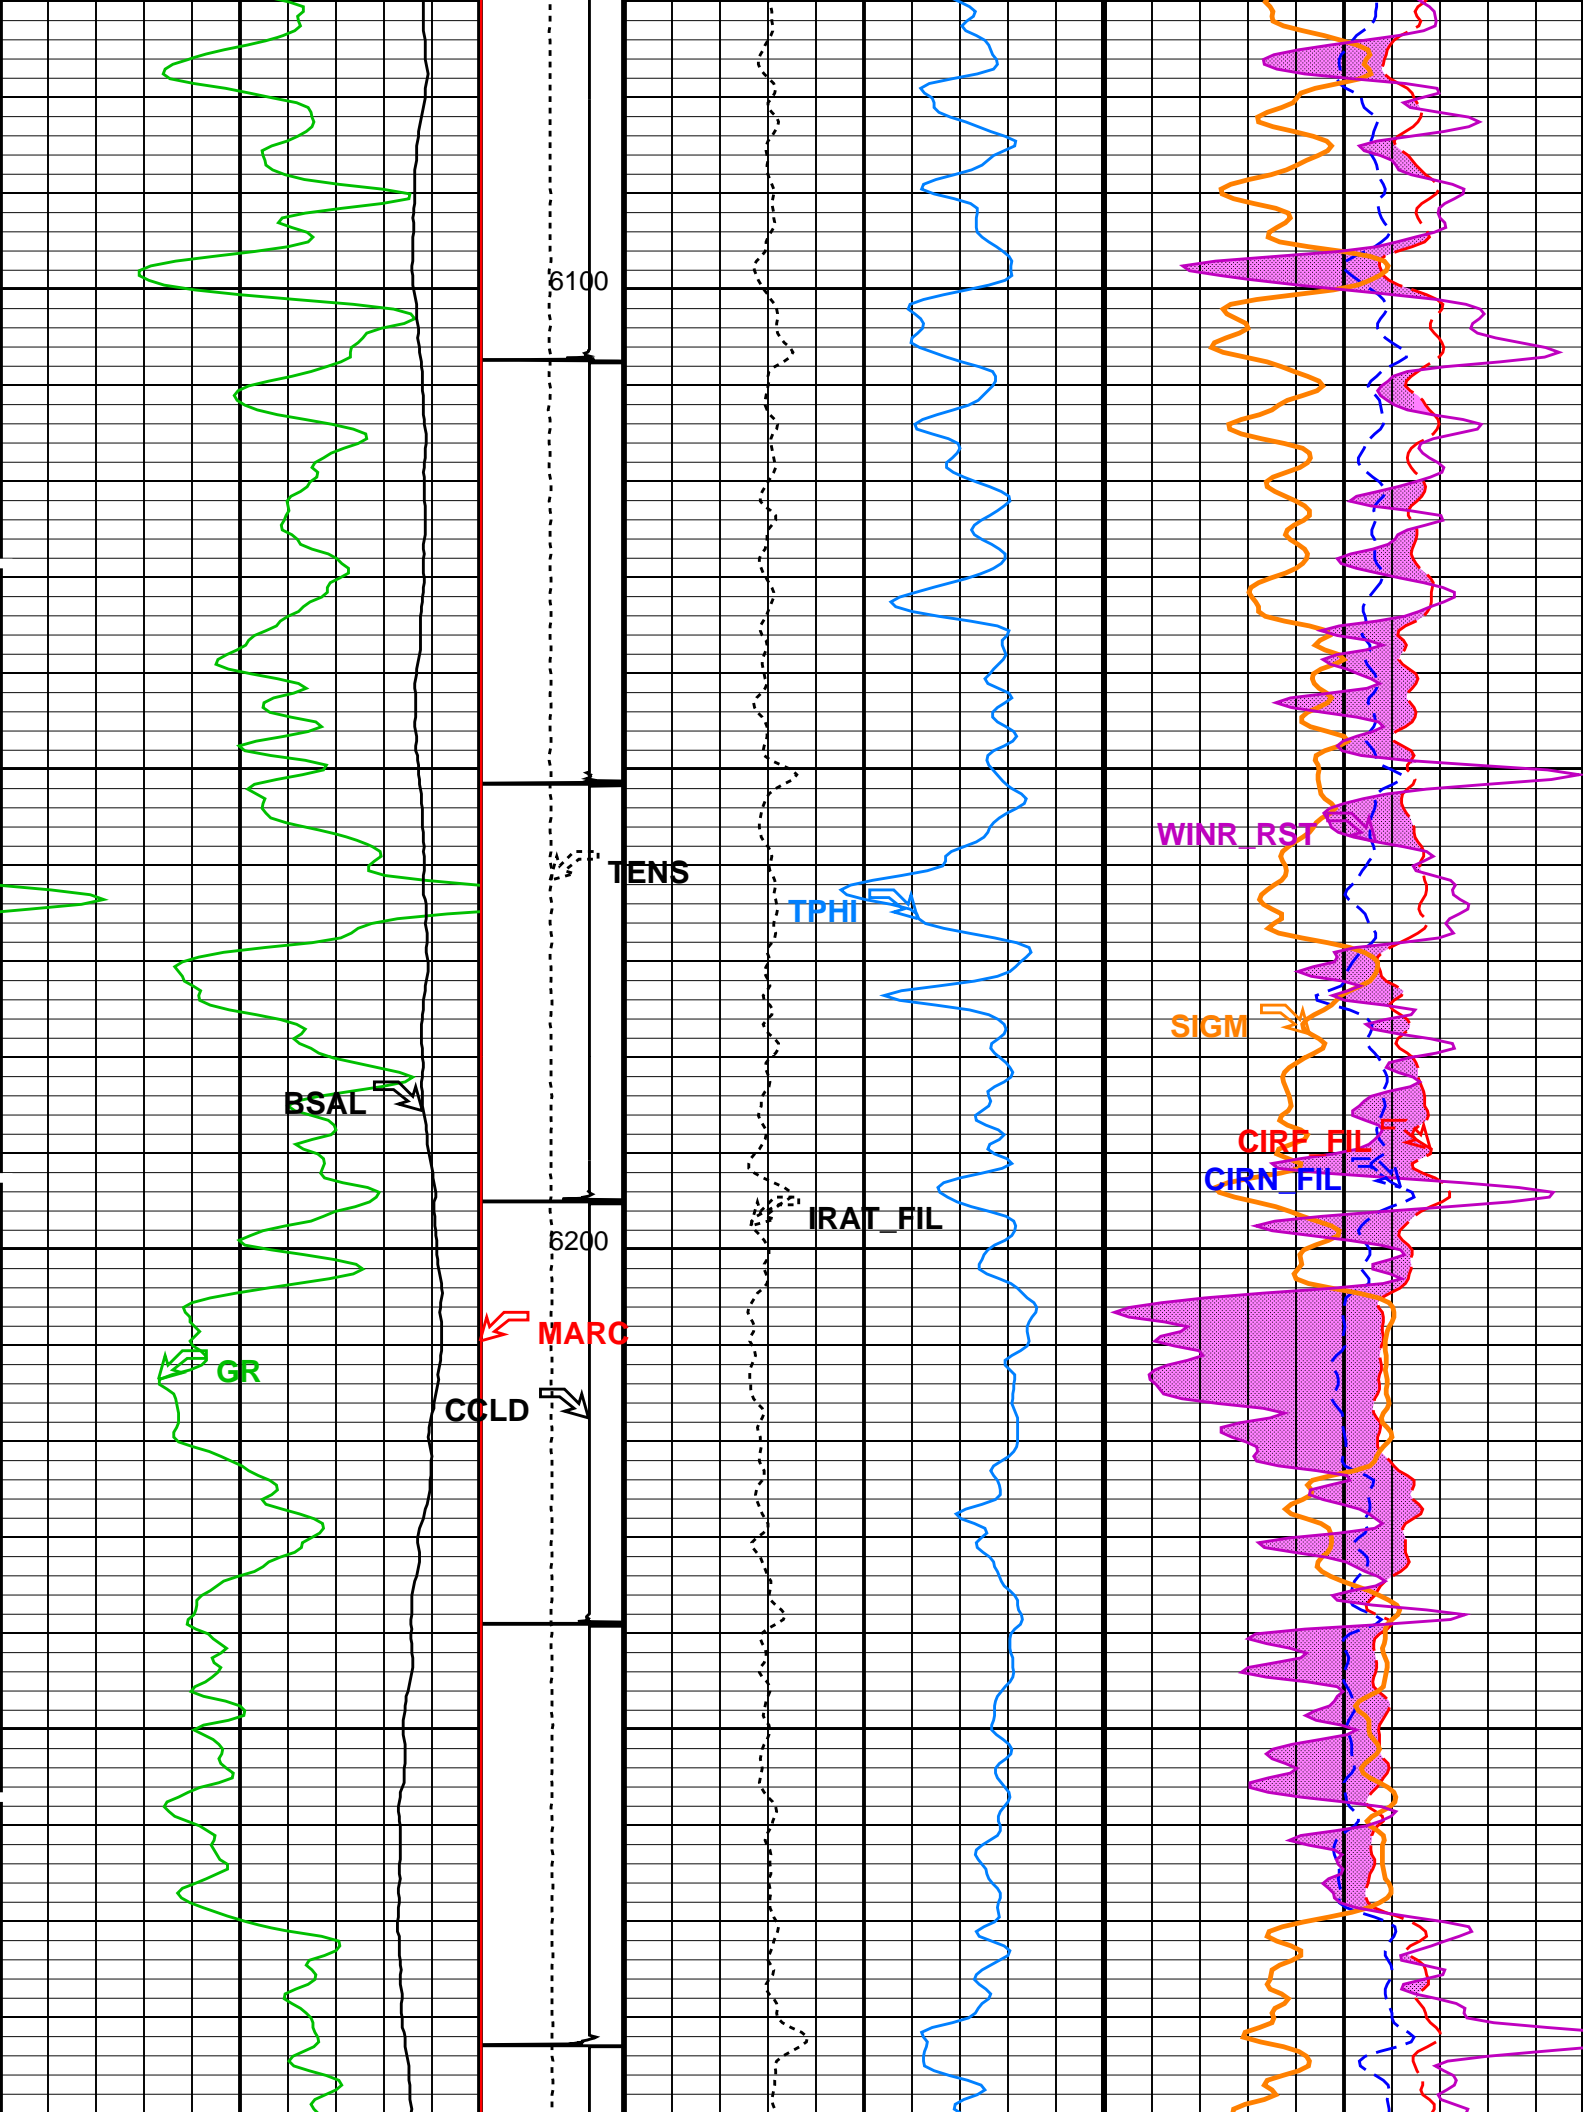 6100
WINR_RST
TENS
TPHI
SIGM
BSAL
CIRF_FIL
CIRN_FIL
IRAT_FIL
6200
MARC
GR
CCLD